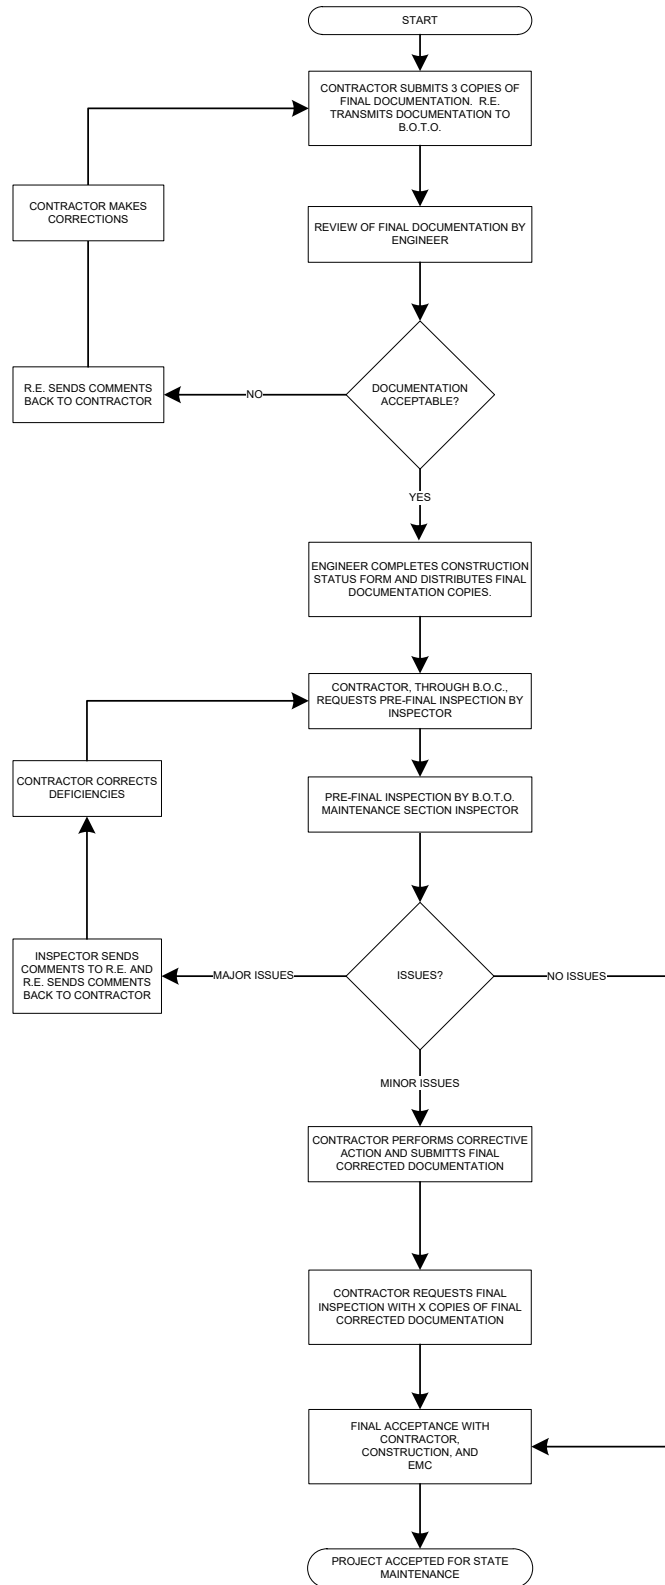 START
CONTRACTOR SUBMITS 3 COPIES OF
FINAL DOCUMENTATION. R.E.
TRANSMITS DOCUMENTATION TO
B.O.T.O.
CONTRACTOR MAKES
CORRECTIONS
REVIEW OF FINAL DOCUMENTATION BY
ENGINEER
R.E. SENDS COMMENTS
BACK TO CONTRACTOR
NO
DOCUMENTATION
ACCEPTABLE?
YES
ENGINEER COMPLETES CONSTRUCTION
STATUS FORM AND DISTRIBUTES FINAL
DOCUMENTATION COPIES.
CONTRACTOR, THROUGH B.O.C.,
REQUESTS PRE-FINAL INSPECTION BY
INSPECTOR
CONTRACTOR CORRECTS
DEFICIENCIES
PRE-FINAL INSPECTION BY B.O.T.O.
MAINTENANCE SECTION INSPECTOR
INSPECTOR SENDS
COMMENTS TO R.E. AND
R.E. SENDS COMMENTS
BACK TO CONTRACTOR
MAJOR ISSUES
ISSUES?
NO ISSUES
MINOR ISSUES
CONTRACTOR PERFORMS CORRECTIVE
ACTION AND SUBMITTS FINAL
CORRECTED DOCUMENTATION
CONTRACTOR REQUESTS FINAL
INSPECTION WITH X COPIES OF FINAL
CORRECTED DOCUMENTATION
FINAL ACCEPTANCE WITH
CONTRACTOR,
CONSTRUCTION, AND
EMC
PROJECT ACCEPTED FOR STATE
MAINTENANCE